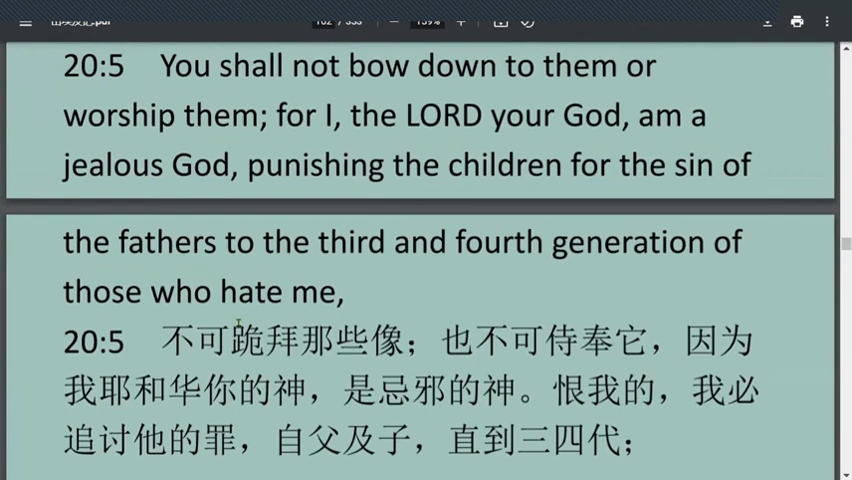 20:5 You shall not bow down to them or
worship them; for I, the LORD your God, am a
jealous God, punishing the children for the sin of
the fathers to the third and fourth generation of
those who hate me,
20:5 不可跪拜那些像；也不可侍奉它，因为
我耶和华你的神，是忌邪的神。恨我的，我必
追讨他的罪，自父及子，直到三四代；